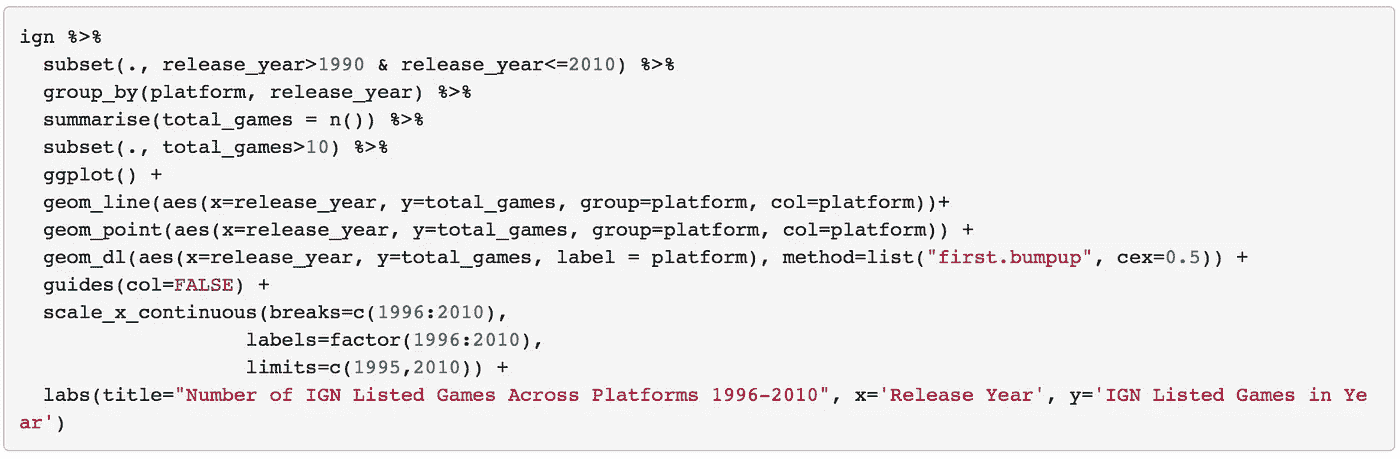 ign %>%
  subset(., release_year>1990 & release_year<=2010) %>%
  group_by(platform, release_year) %>%
  summarise(total_games = n()) %>%
  subset(., total_games>10) %>%
  ggplot() +
  geom_line(aes(x=release_year, y=total_games, group=platform, col=platform))+
  geom_point(aes(x=release_year, y=total_games, group=platform, col=platform)) +
  geom_dl(aes(x=release_year, y=total_games, label = platform), method=list("first.bumpup", cex=0.5)) +
  guides(col=FALSE) +
  scale_x_continuous(breaks=c(1996:2010),
                     labels=factor(1996:2010),
                     limits=c(1995,2010)) +
  labs(title="Number of IGN Listed Games Across Platforms 1996-2010", x='Release Year', y='IGN Listed Games in Ye
ar')